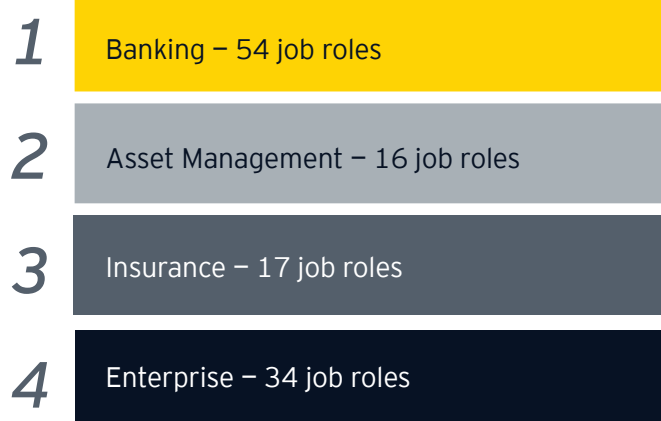 1
Banking – 54 job roles
2
Asset Management – 16 job roles
3
Insurance – 17 job roles
4
Enterprise – 34 job roles